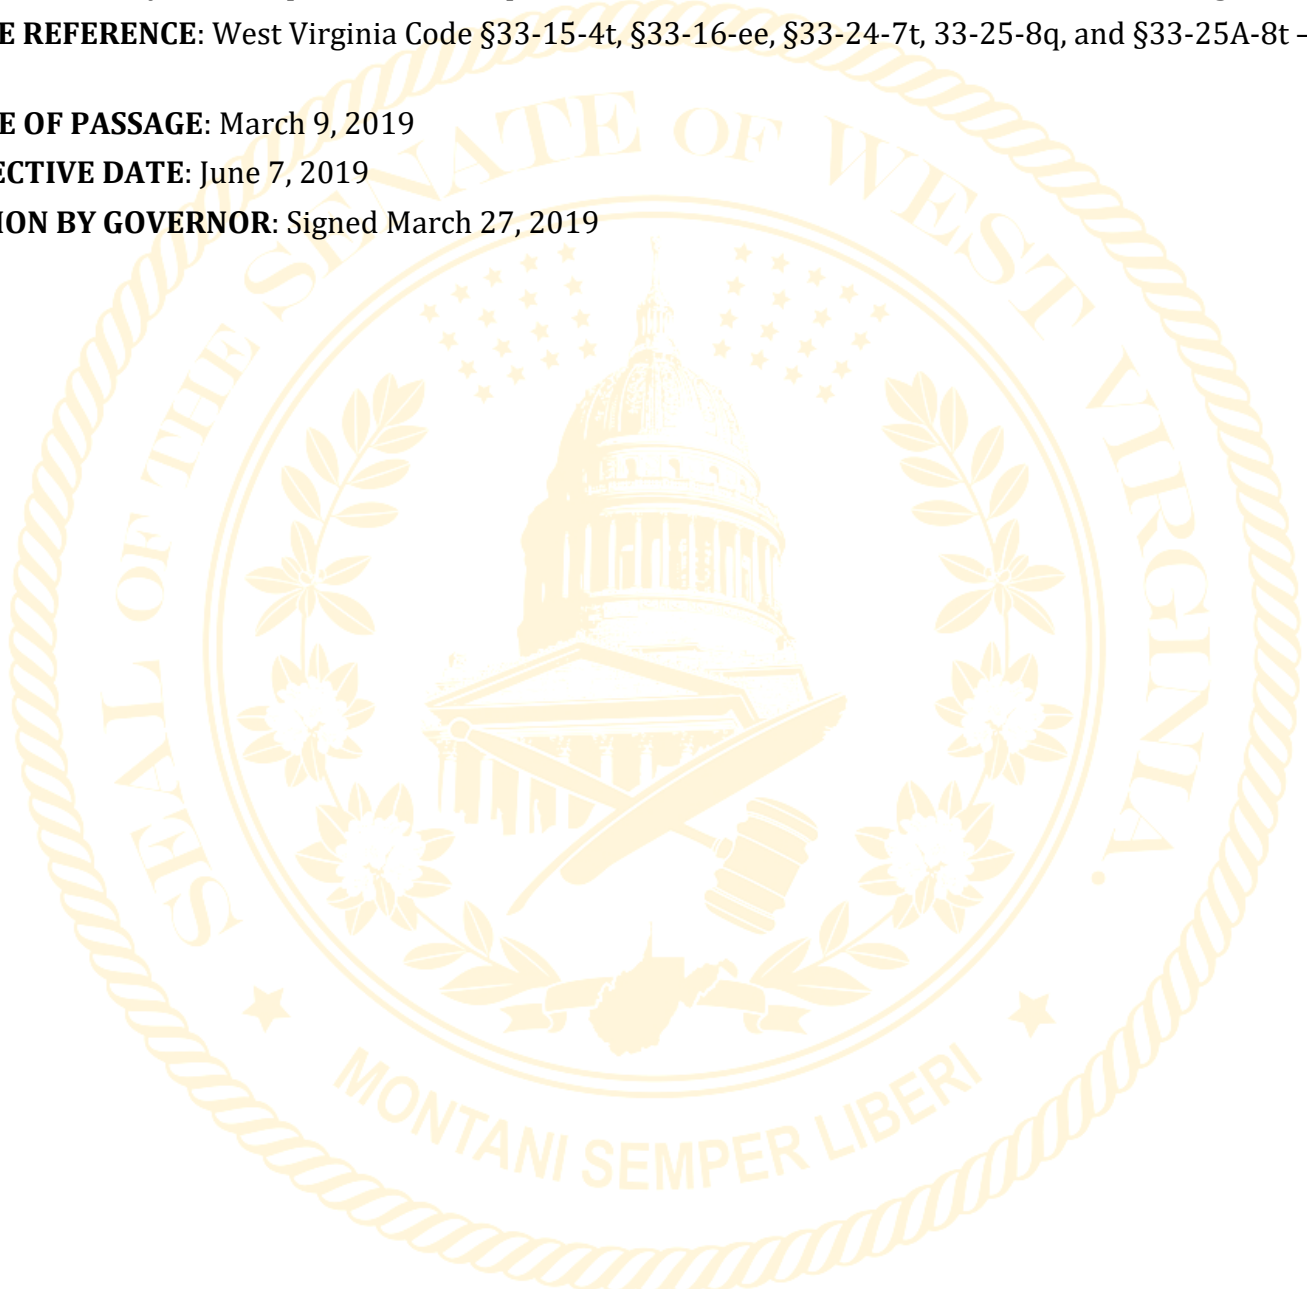 E REFERENCE: West Virginia Code §33-15-4t, §33-16-ee, §33-24-7t, 33-25-8q, and §33-25A-8t –
E OF PASSAGE: March 9, 2019
ECTIVE DATE: June 7, 2019
ION BY GOVERNOR: Signed March 27, 2019
SEAL OF THE SENATE OF WEST VIRGINIA
MONTANI SEMPER LIBERI